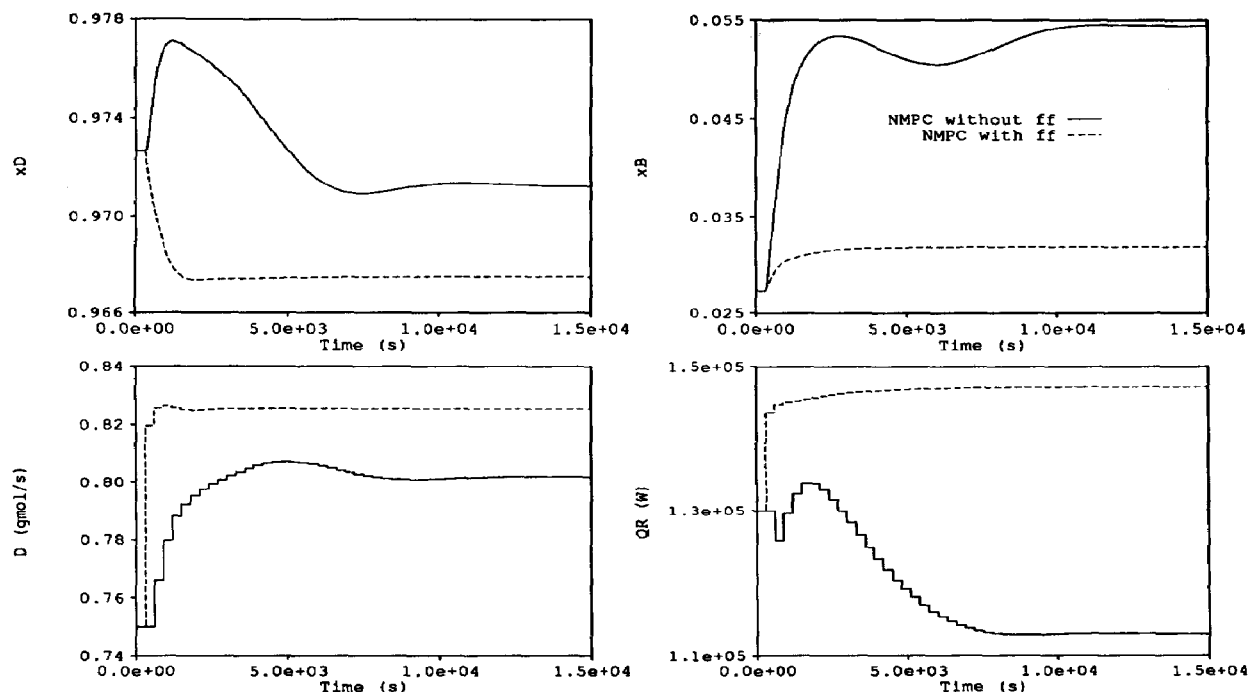 0.978
0.974
0.970
0.966
xD
0.0e+00
5.0e+03
1.0e+04
1.5e+04
Time (s)
0.055
0.045
0.035
0.025
xB
NMPC without ff
NMPC with ff
0.0e+00
5.0e+03
1.0e+04
1.5e+04
Time (s)
0.84
0.82
0.80
0.78
0.76
0.74
D (gmol/s)
0.0e+00
5.0e+03
1.0e+04
1.5e+04
Time (s)
1.5e+05
1.3e+05
1.1e+05
QR (W)
0.0e+00
5.0e+03
1.0e+04
1.5e+04
Time (s)